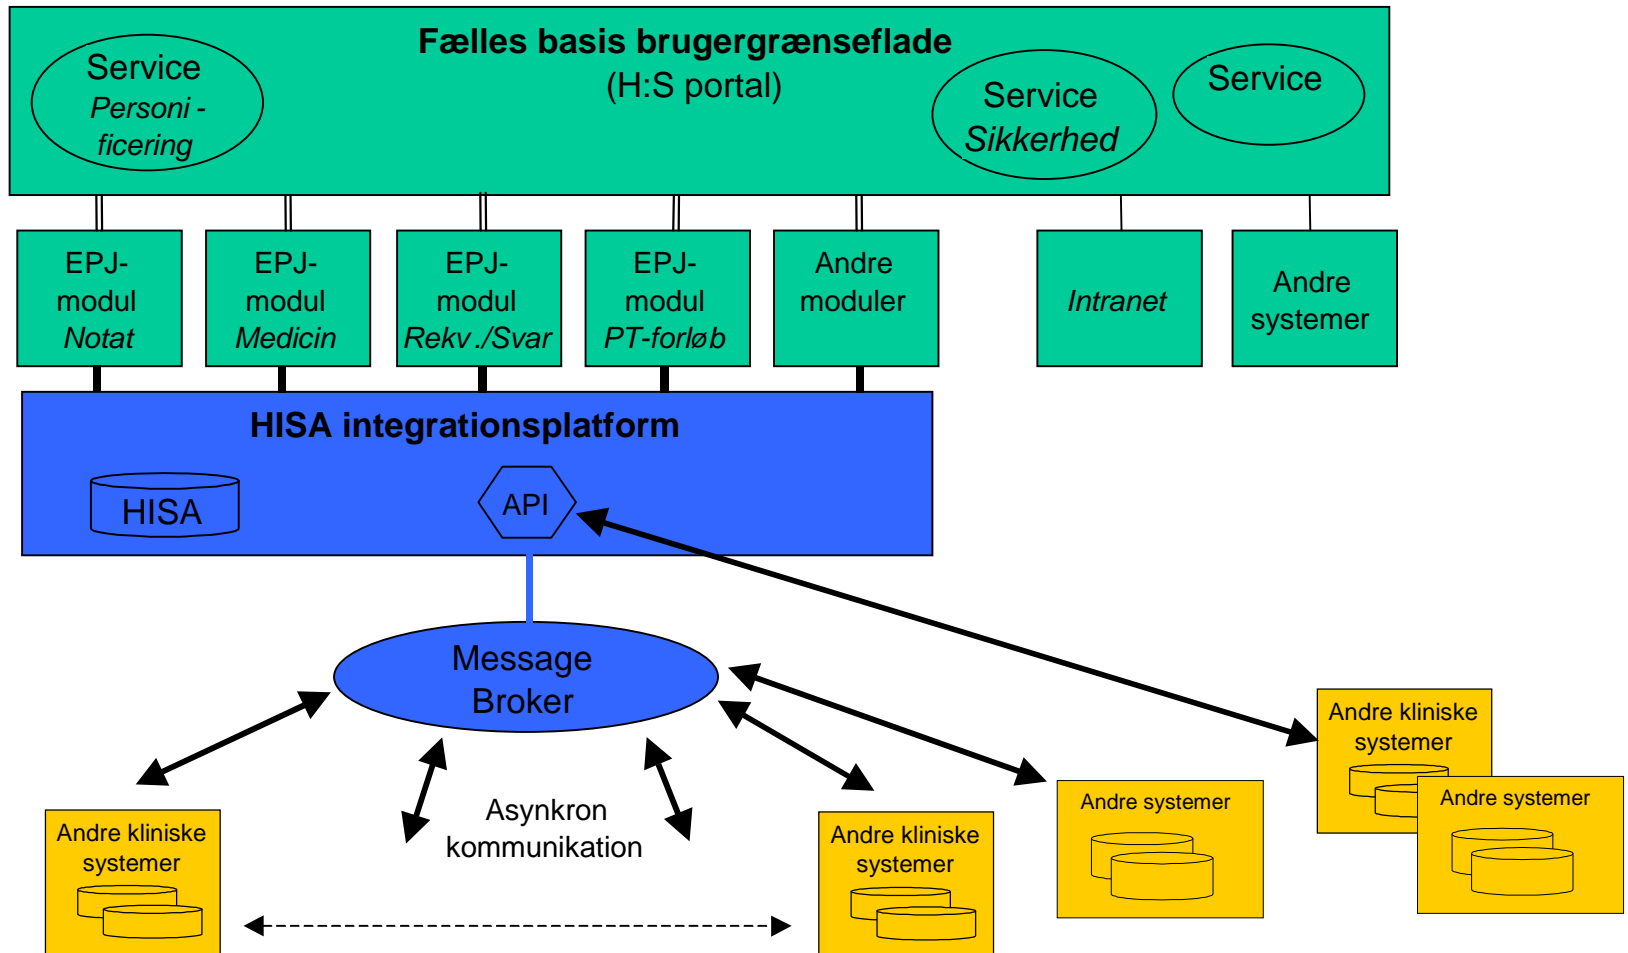 Fælles basis brugergrænseflade
(H:S portal)
Service
Personi -
ficering
Service
Sikkerhed
Service
EPJ-
modul
Notat
EPJ-
modul
Medicin
EPJ-
modul
Rekv./Svar
EPJ-
modul
PT-forløb
Andre
moduler
Intranet
Andre
systemer
HISA integrationsplatform
HISA
API
Message
Broker
Asynkron
kommunikation
Andre kliniske
systemer
Andre kliniske
systemer
Andre systemer
Andre kliniske
systemer
Andre systemer